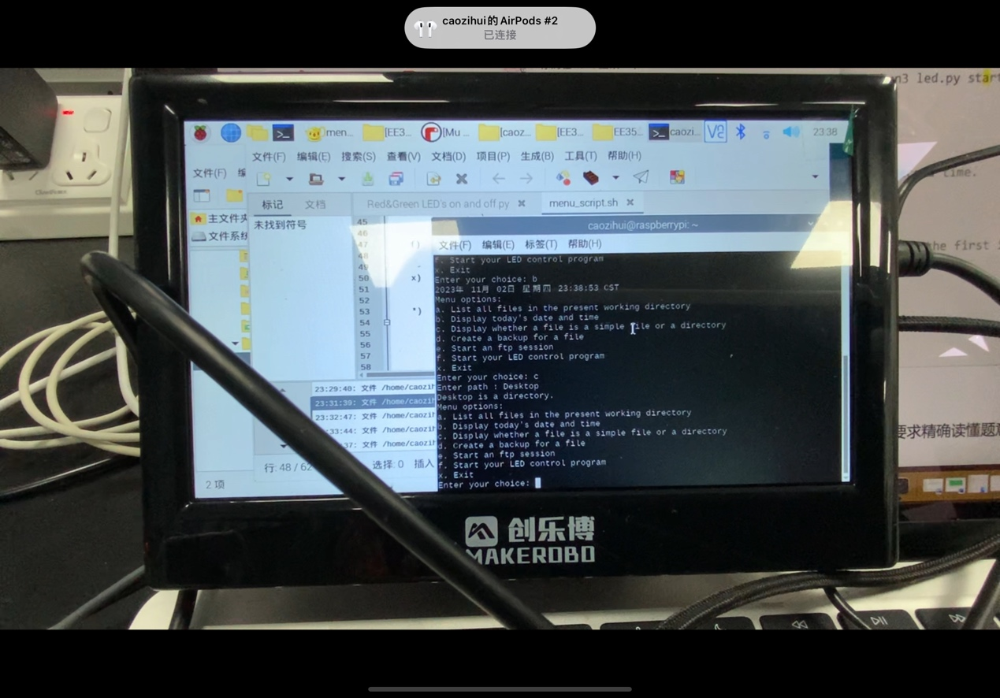 caozihui的AirPods #2
已连接
n3 led.py star
time.
he first i
要求精确读懂题意
23:38
men...
[EE3...
[Mu ...
[caoz...
[EE3...
EE35...
caozi...
文件(F) 编辑(E) 搜索(S) 查看(V) 文档(D) 项目(P) 生成(B) 工具(T) 帮助(H)
文件(F) 编
主文件夹
文件系统
2 项
标记 文档
未找到符号
Red&Green LED's on and off.py
menu_script.sh
45
46
47 f)
48
49
50 x)
51
52
53 *)
54
55
56
57
58
23:29:40: 文件 /home/caozih
23:31:39: 文件 /home/caozih
23:32:47: 文件 /home/caozih
:33:44: 文件 /home/caozih
:37: 文件 /home/caozih
行: 48 / 62 选择: 0 插入
caozihui@raspberrypi: ~
文件(F) 编辑(E) 标签(T) 帮助(H)
f. Start your LED control program
x. Exit
Enter your choice: b
2023年 11月 02日 星期四 23:38:53 CST
Menu options:
a. List all files in the present working directory
b. Display today's date and time
c. Display whether a file is a simple file or a directory
d. Create a backup for a file
e. Start an ftp session
f. Start your LED control program
x. Exit
Enter your choice: c
Enter path : Desktop
Desktop is a directory.
Menu options:
a. List all files in the present working directory
b. Display today's date and time
c. Display whether a file is a simple file or a directory
d. Create a backup for a file
e. Start an ftp session
f. Start your LED control program
x. Exit
Enter your choice:
创乐博
MAKEROBO